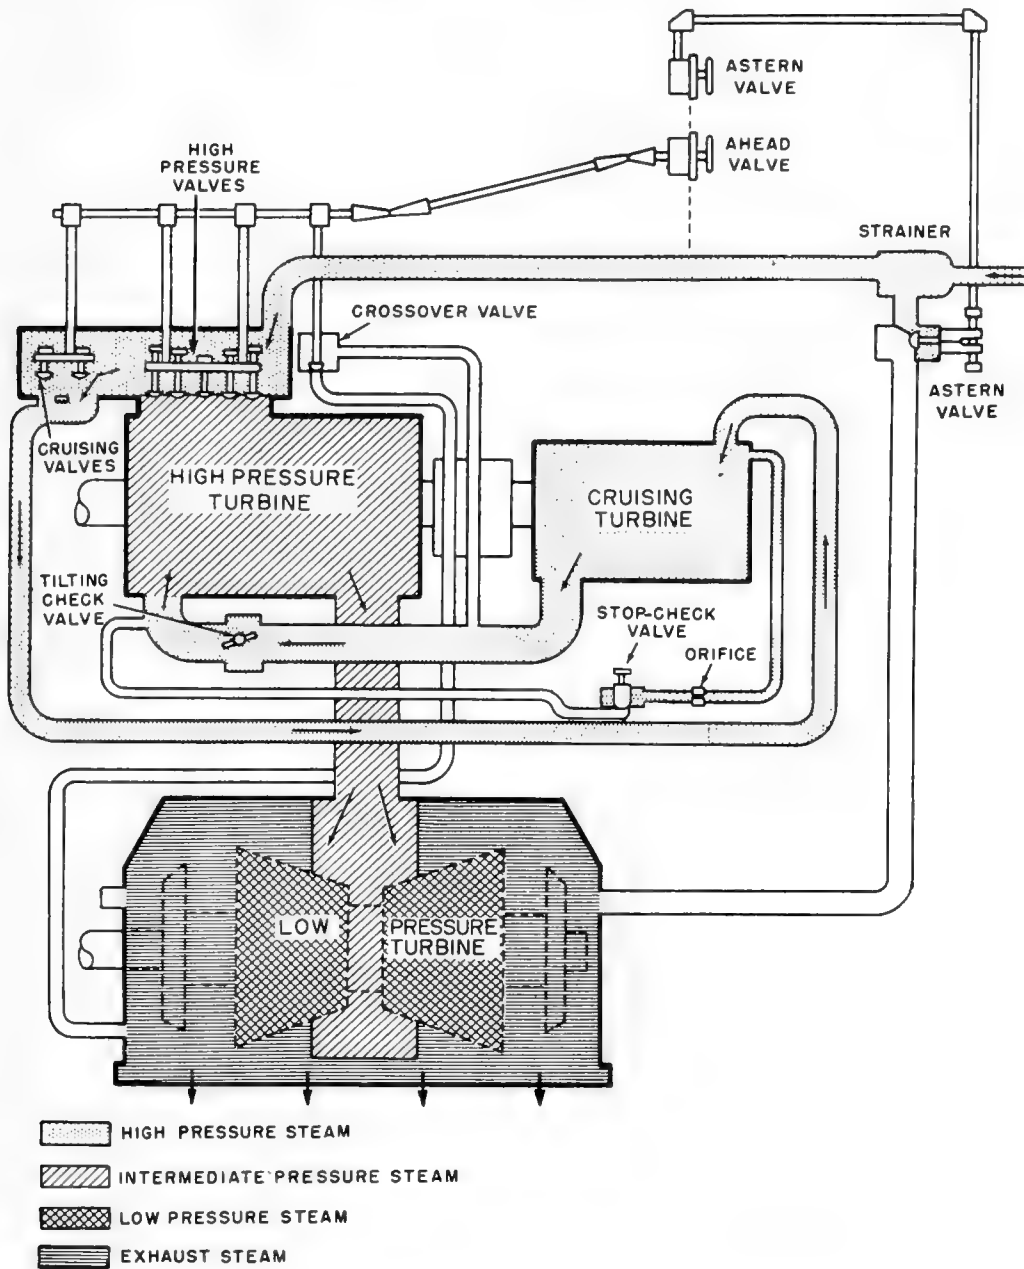 ASTERN
VALVE
AHEAD
VALVE
HIGH
PRESSURE
VALVES
STRAINER
CROSSOVER VALVE
ASTERN
VALVE
CRUISING
VALVES
HIGH PRESSURE
TURBINE
CRUISING
TURBINE
TILTING
CHECK
VALVE
STOP-CHECK
VALVE
ORIFICE
LOW PRESSURE
TURBINE
HIGH PRESSURE STEAM
INTERMEDIATE PRESSURE STEAM
LOW PRESSURE STEAM
EXHAUST STEAM